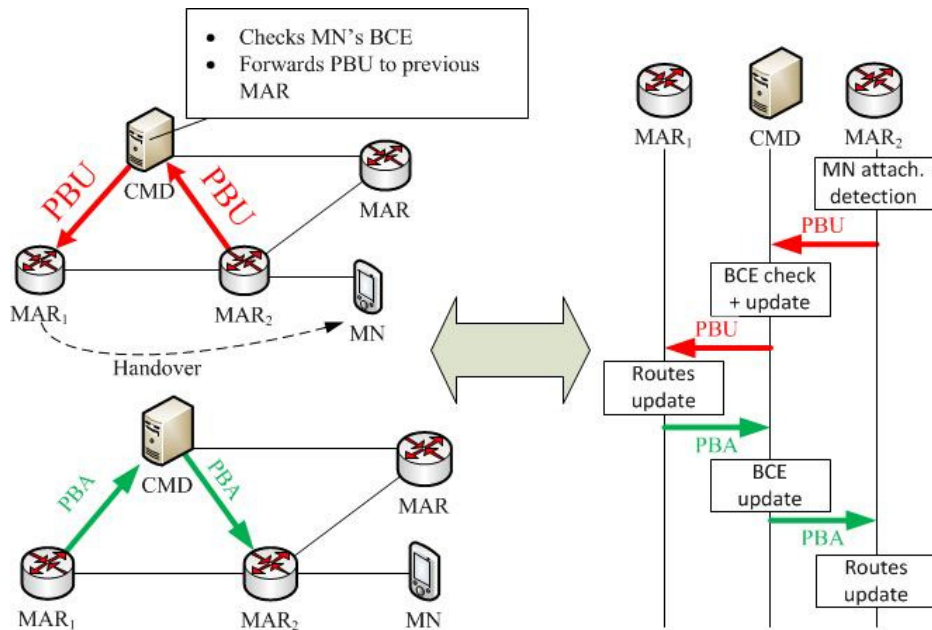 • Checks MN's BCE
• Forwards PBU to previous
MAR
CMD
PBU
PBU
MAR
MAR₁
MAR₂
MN
Handover
CMD
PBA
PBA
MAR
MAR₁
MAR₂
MN
MAR₁
CMD
MAR₂
MN attach.
detection
PBU
BCE check
+ update
PBU
Routes
update
PBA
BCE
update
PBA
Routes
update